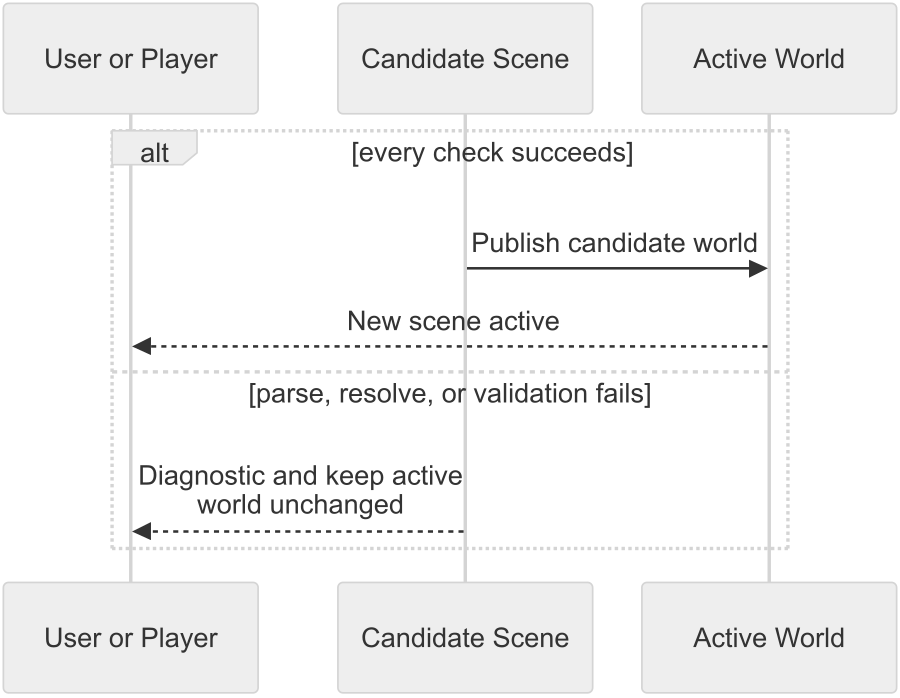 User or Player
Candidate Scene
Active World
alt
[every check succeeds]
Publish candidate world
New scene active
[parse, resolve, or validation fails]
Diagnostic and keep active
world unchanged
User or Player
Candidate Scene
Active World